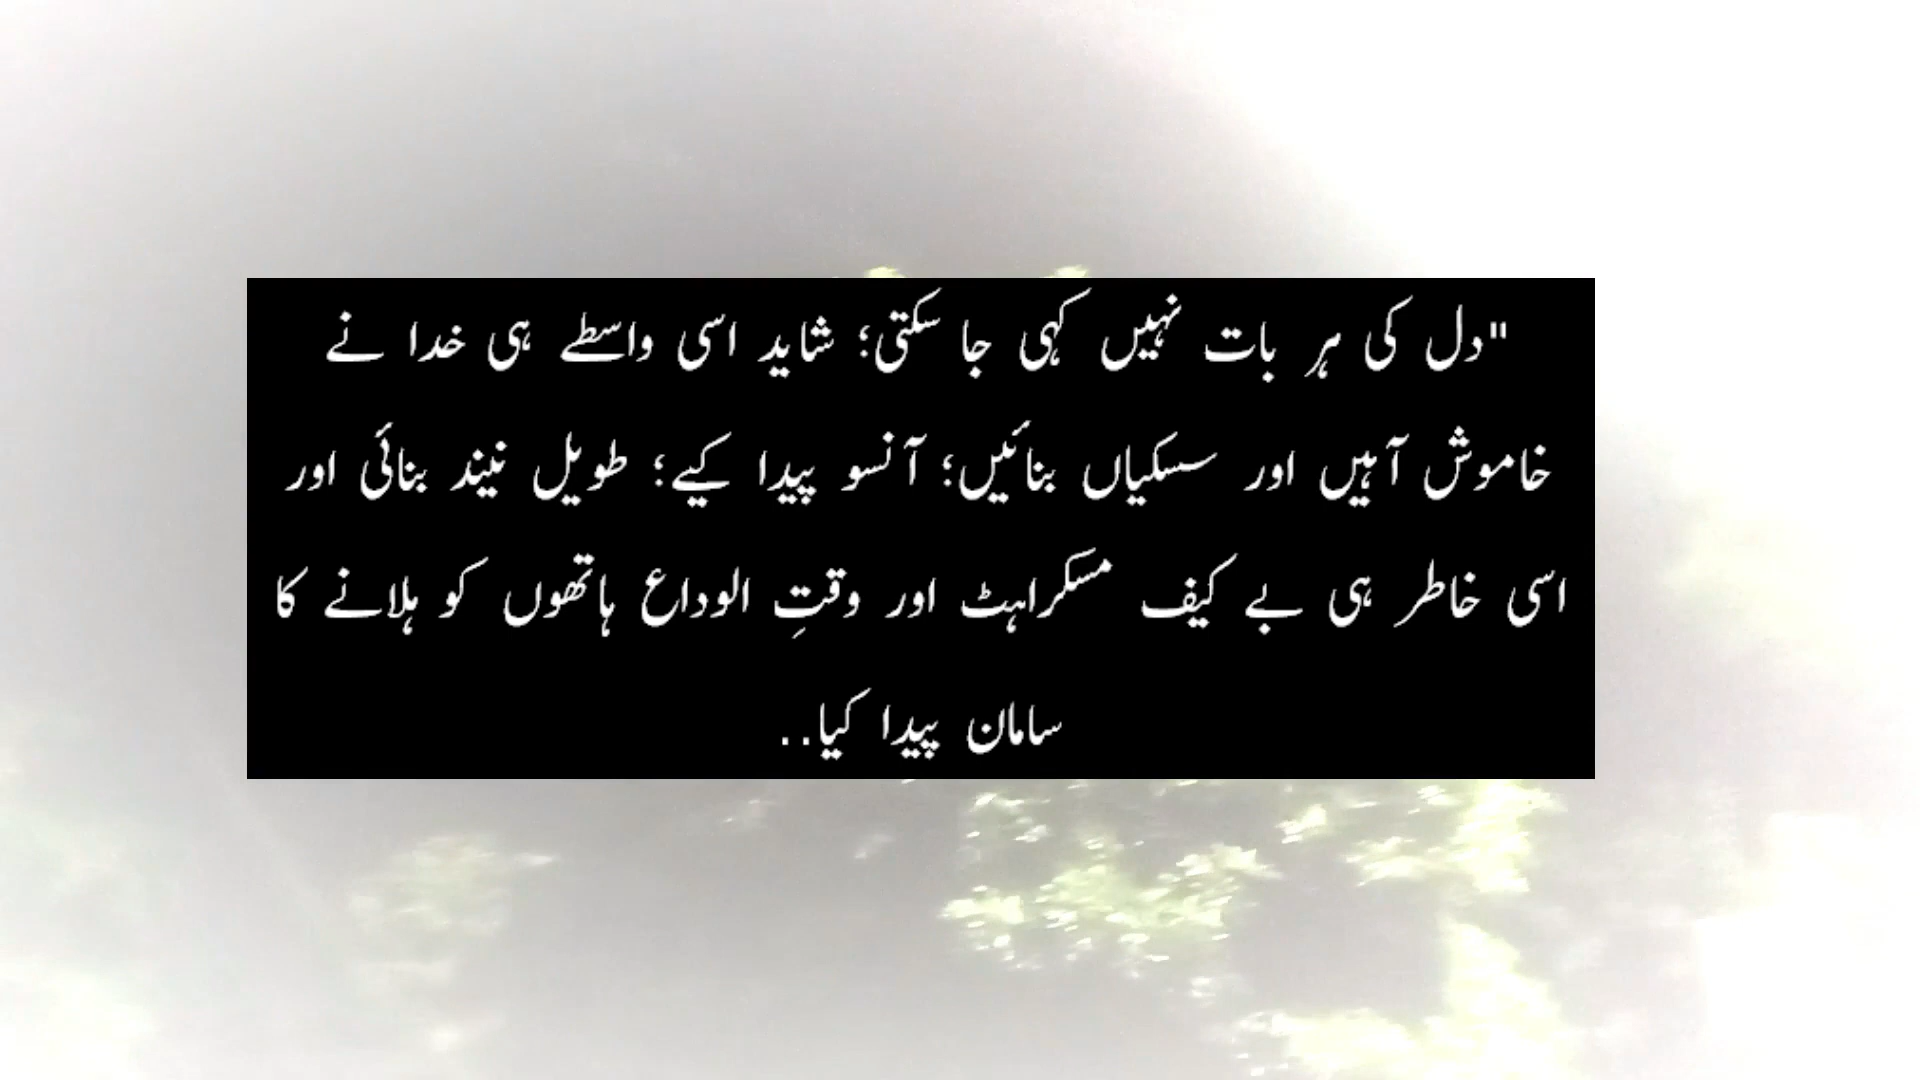 "دل کی ہر بات نہیں کہی جا سکتی؛ شاید اسی واسطے ہی خدا نے
خاموش آہیں اور سسکیاں بنائیں؛ آنسو پیدا کیے؛ طویل نیند بنائی اور
اسی خاطر ہی بے کیف مسکراہٹ اور وقتِ الوداع ہاتھوں کو ہلانے کا
سامان پیدا کیا..